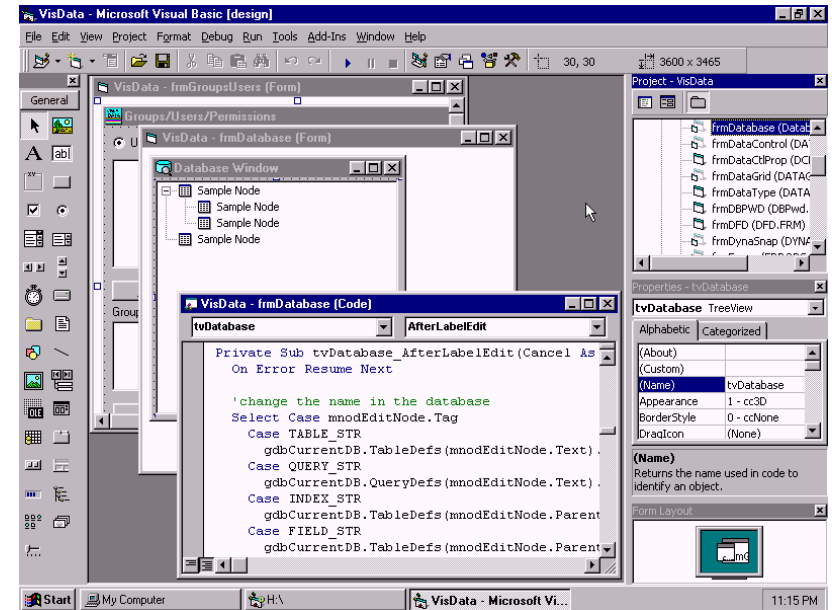 VisData - Microsoft Visual Basic [design]
File Edit View Project Format Debug Run Tools Add-Ins Window Help
30, 30
3600 x 3465
General
A
ab|
xv
OLE
VisData - frmGroupsUsers (Form)
Groups/Users/Permissions
U
Group
VisData - frmDatabase (Form)
Database Window
Sample Node
Sample Node
Sample Node
Sample Node
VisData - frmDatabase (Code)
tvDatabase
AfterLabelEdit
Private Sub tvDatabase_AfterLabelEdit(Cancel As
On Error Resume Next
'change the name in the database
Select Case mnodEditNode.Tag
Case TABLE_STR
gdbCurrentDB.TableDefs(mnodEditNode.Text).
Case QUERY_STR
gdbCurrentDB.QueryDefs(mnodEditNode.Text).
Case INDEX_STR
gdbCurrentDB.TableDefs(mnodEditNode.Parent
Case FIELD_STR
gdbCurrentDB.TableDefs(mnodEditNode.Parent
Project - VisData
frmDatabase (Datab
frmDataControl (DA
frmDataCtlProp (DCI
frmDataGrid (DATAG
frmDataType (DATA
frmDBPWD (DBPwd.
frmDFD (DFD.FRM)
frmDynaSnap (DYNA
Properties - tvDatabase
tvDatabase TreeView
Alphabetic Categorized
(About)
(Custom)
(Name) tvDatabase
Appearance 1 - cc3D
BorderStyle 0 - ccNone
DragIcon (None)
(Name)
Returns the name used in code to
identify an object.
Form Layout
Start
My Computer
H:\
VisData - Microsoft Vi...
11:15 PM